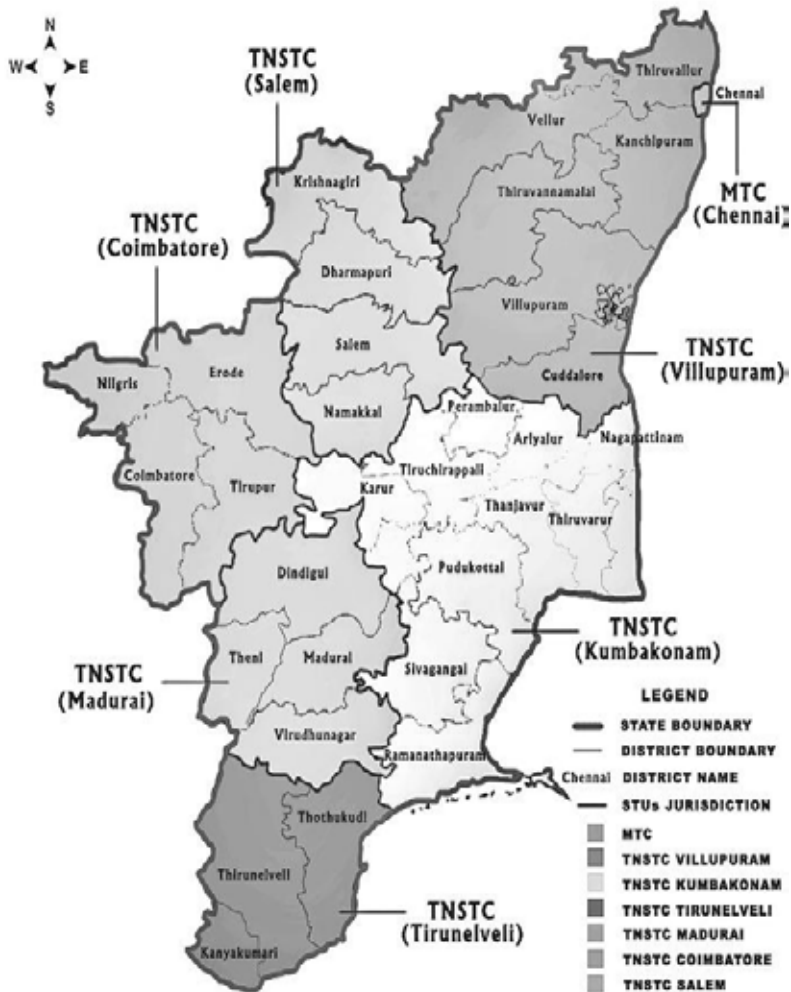 N
W E
S
TNSTC
(Salem)
Thiruvallur
Chennai
Vellur
Kanchipuram
Krishnagiri
Thiruvannamalai
MTC
(Chennai)
TNSTC
(Coimbatore)
Dharmapuri
Villupuram
Salem
TNSTC
(Villupuram)
Nilgris
Erode
Cuddalore
Namakkal
Perambalur
Ariyalur
Nagapattinam
Coimbatore
Tirupur
Karur
Tiruchirappali
Thanjavur
Thiruvarur
Dindigul
Pudukottai
TNSTC
(Kumbakonam)
Theni
Madurai
Sivagangai
TNSTC
(Madurai)
Virudhunagar
Ramanathapuram
Thothukudi
Thirunelveli
TNSTC
(Tirunelveli)
Kanyakumari
LEGEND
STATE BOUNDARY
DISTRICT BOUNDARY
Chennai DISTRICT NAME
STUs JURISDICTION
MTC
TNSTC VILLUPURAM
TNSTC KUMBAKONAM
TNSTC TIRUNELVELI
TNSTC MADURAI
TNSTC COIMBATORE
TNSTC SALEM